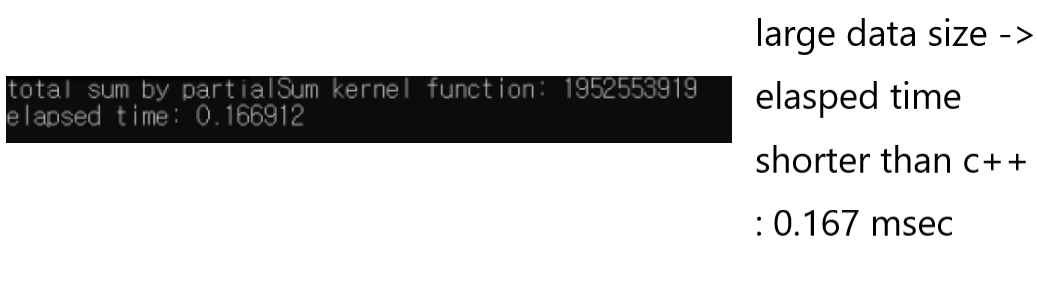 total sum by partialSum kernel function: 1952553919
elapsed time: 0.166912
large data size ->
elasped time
shorter than c++
: 0.167 msec